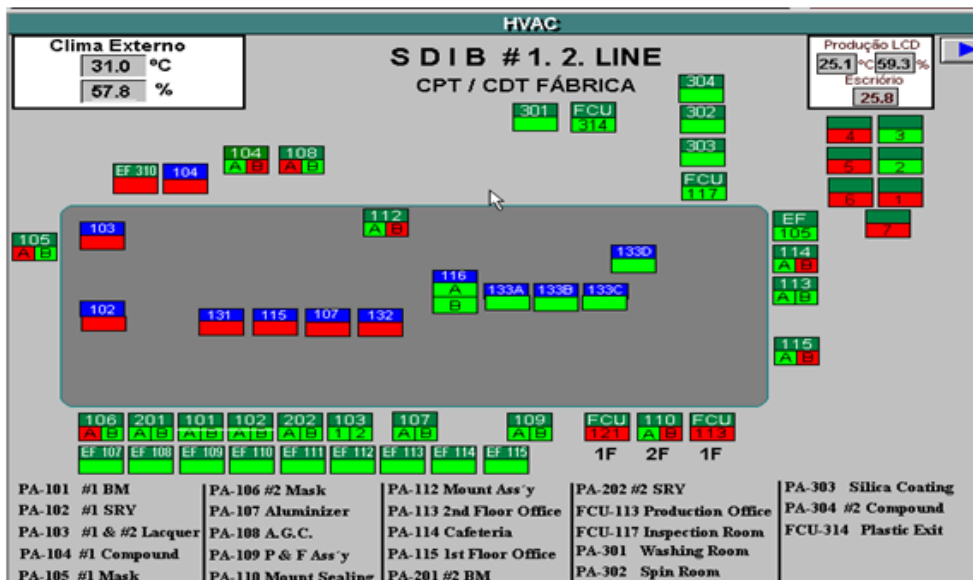 HVAC
Clima Externo
31.0 ºC
57.8 %
SDIB #1. 2. LINE
CPT / CDT FÁBRICA
Produção LCD
25.1 ºC 59.3 %
Escriório
25.8
304
301 FCU 314
302
303
FCU 117
4 3
5 2
6 1
7
104 A B
108 A B
EF 310
104
103
112 A B
105 A B
EF 105
114 A B
113 A B
133D
116 A B
133A 133B 133C
102
131 115 107 132
115 A B
106 201 101 102 202 103 107 109 FCU 110 FCU
A B A B A B A B A B 1 2 A B A B 121 A B 113
EF 107 EF 108 EF 109 EF 110 EF 111 EF 112 EF 113 EF 114 EF 115
1F 2F 1F
PA-101 #1 BM
PA-102 #1 SRY
PA-103 #1 & #2 Lacquer
PA-104 #1 Compound
PA-105 #1 Mask
PA-106 #2 Mask
PA-107 Aluminizer
PA-108 A.G.C.
PA-109 P & F Ass´y
PA-110 Mount Sealing
PA-112 Mount Ass´y
PA-113 2nd Floor Office
PA-114 Cafeteria
PA-115 1st Floor Office
PA-201 #2 BM
PA-202 #2 SRY
FCU-113 Production Office
FCU-117 Inspection Room
PA-301 Washing Room
PA-302 Spin Room
PA-303 Silica Coating
PA-304 #2 Compound
FCU-314 Plastic Exit